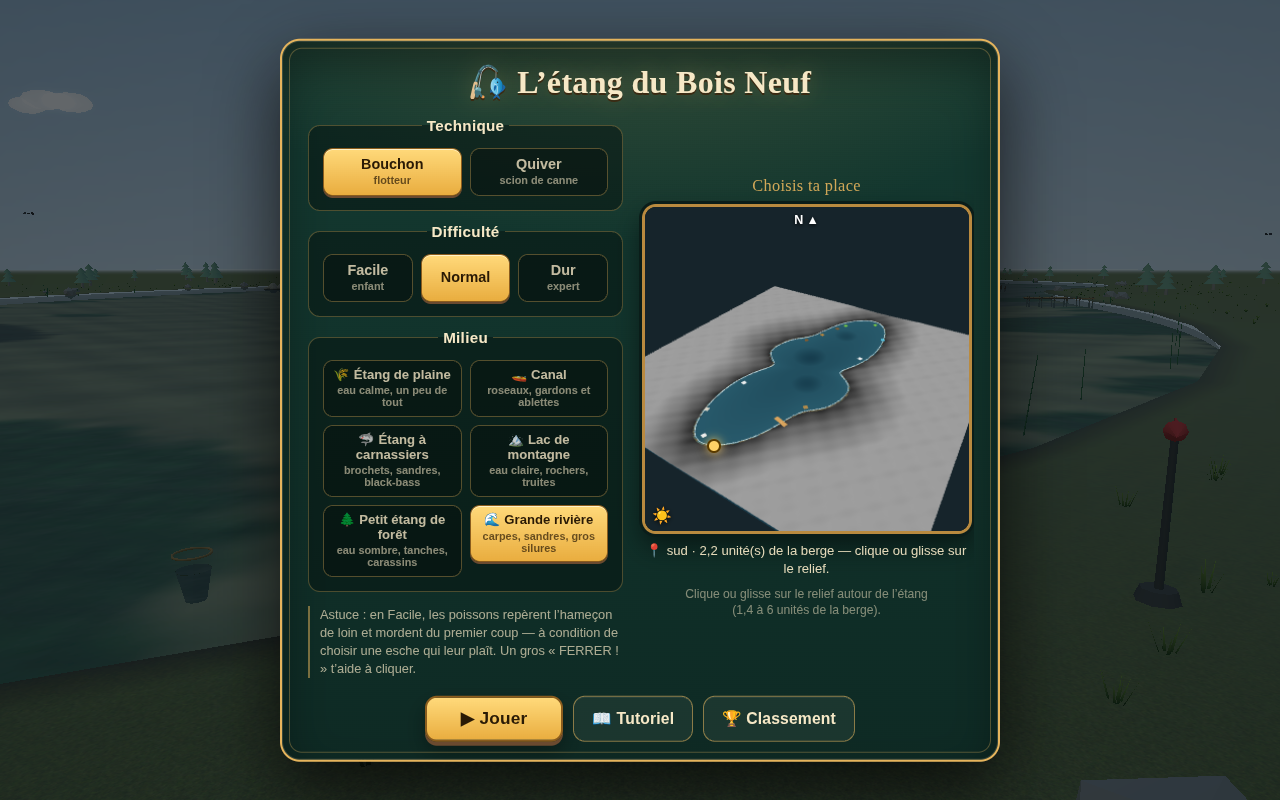 L’étang du Bois Neuf
Technique
Bouchon
flotteur
Quiver
scion de canne
Difficulté
Facile
enfant
Normal
Dur
expert
Milieu
Étang de plaine
eau calme, un peu de
tout
Canal
roseaux, gardons et
ablettes
Étang à
carnassiers
brochets, sandres,
black-bass
Lac de
montagne
eau claire, rochers,
truites
Petit étang de
forêt
eau sombre, tanches,
carassins
Grande rivière
carpes, sandres, gros
silures
Astuce : en Facile, les poissons repèrent l’hameçon
de loin et mordent du premier coup — à condition de
choisir une esche qui leur plaît. Un gros « FERRER !
» t’aide à cliquer.
Choisis ta place
N ▲
sud · 2,2 unité(s) de la berge — clique ou glisse sur
le relief.
Clique ou glisse sur le relief autour de l’étang
(1,4 à 6 unités de la berge).
▶ Jouer
Tutoriel
Classement